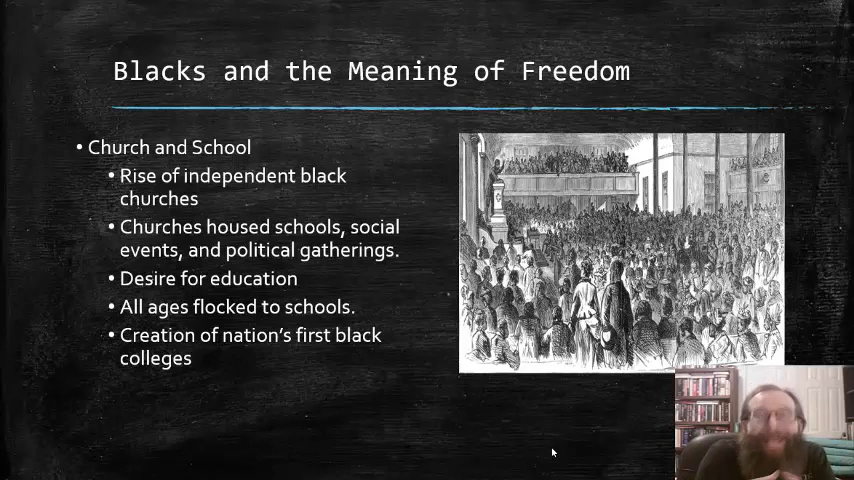 Blacks and the Meaning of Freedom
• Church and School
• Rise of independent black
churches
• Churches housed schools, social
events, and political gatherings.
• Desire for education
• All ages flocked to schools.
• Creation of nation’s first black
colleges